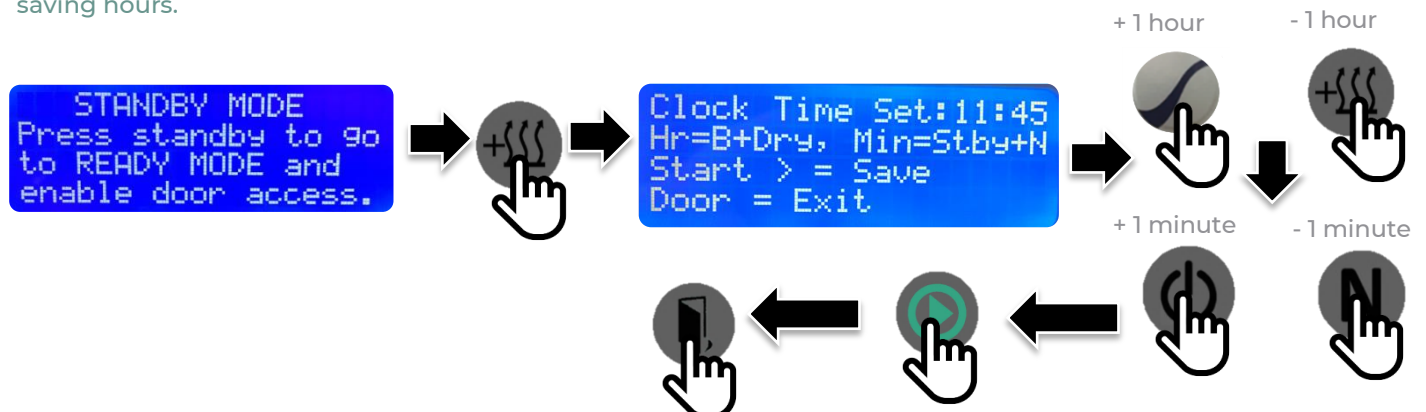 saving hours.
+ 1 hour
- 1 hour
STANDBY MODE
Press standby to go
to READY MODE and
enable door access.
Clock Time Set:11:45
Hr=B+Dry, Min=Stby+N
Start > = Save
Door = Exit
+ 1 minute
- 1 minute
N